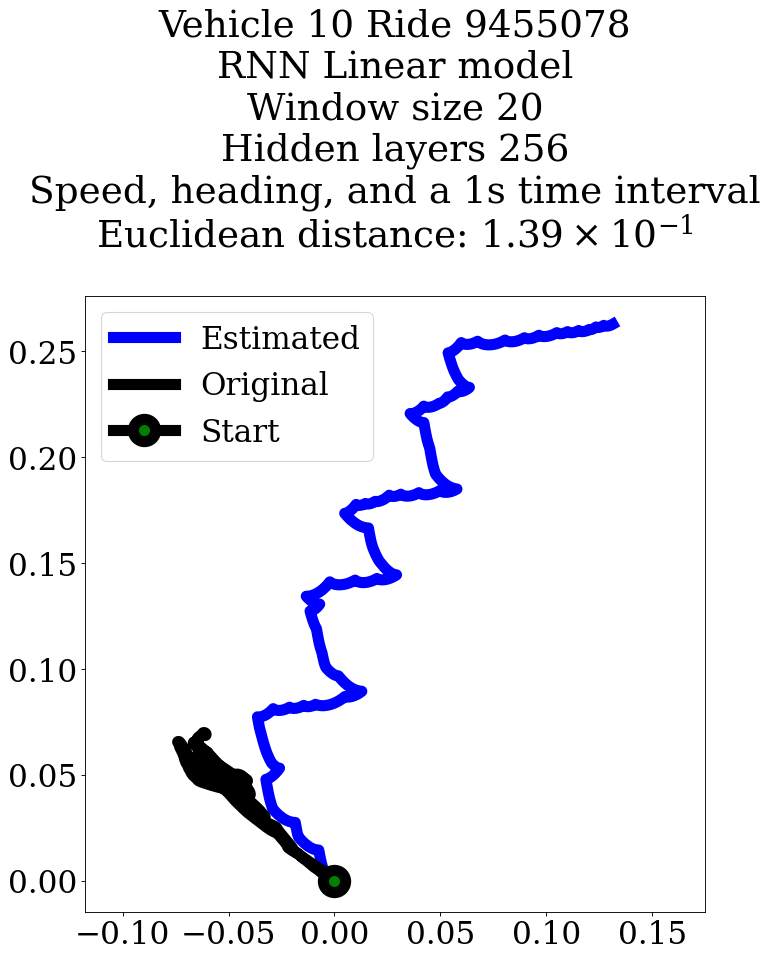 Vehicle 10 Ride 9455078
RNN Linear model
Window size 20
Hidden layers 256
Speed, heading, and a 1s time interval
Euclidean distance: 1.39 × 10⁻¹
Estimated
Original
Start
0.25
0.20
0.15
0.10
0.05
0.00
−0.10 −0.05 0.00 0.05 0.10 0.15